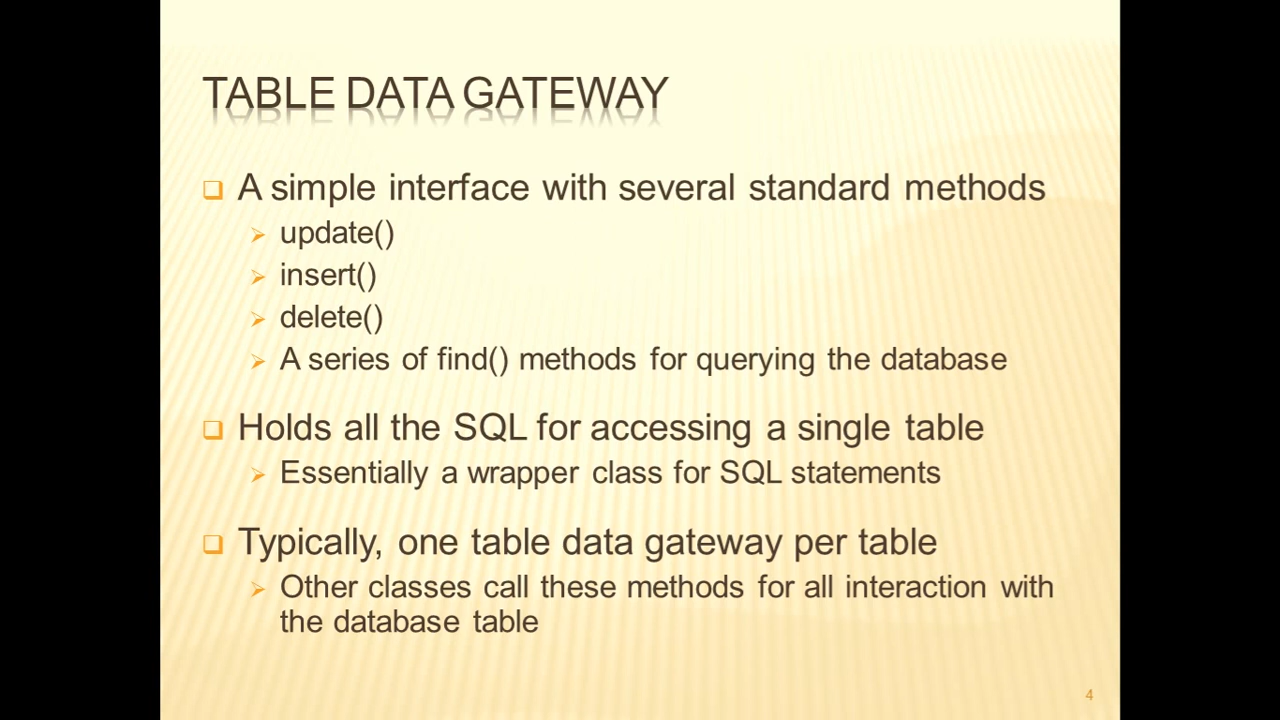 TABLE DATA GATEWAY
A simple interface with several standard methods
update()
insert()
delete()
A series of find() methods for querying the database
Holds all the SQL for accessing a single table
Essentially a wrapper class for SQL statements
Typically, one table data gateway per table
Other classes call these methods for all interaction with
the database table
4